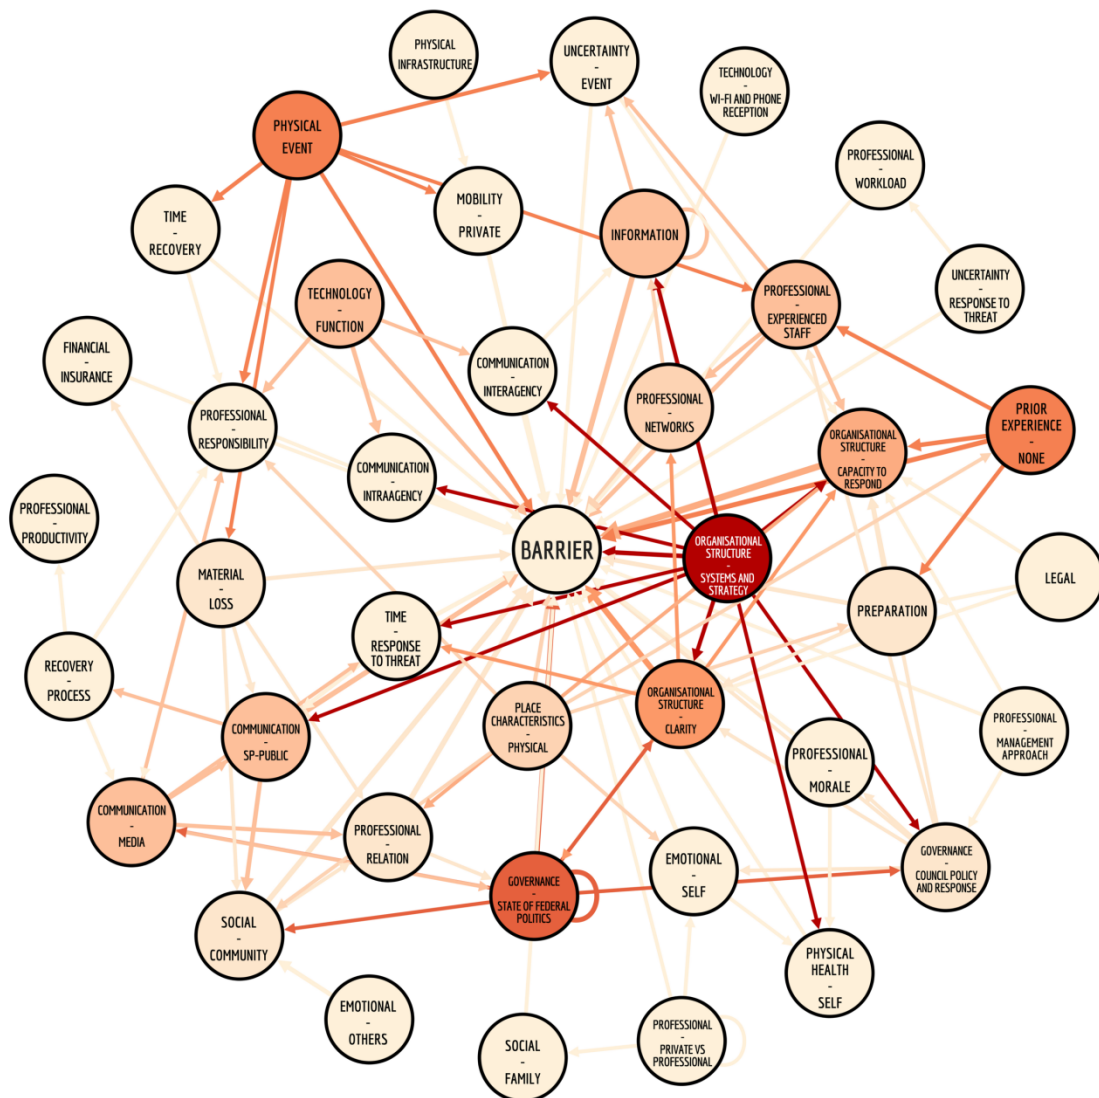 PHYSICAL
INFRASTRUCTURE
UNCERTAINTY
-
EVENT
TECHNOLOGY
-
WI-FI AND PHONE
RECEPTION
PHYSICAL
EVENT
PROFESSIONAL
-
WORKLOAD
TIME
-
RECOVERY
MOBILITY
-
PRIVATE
INFORMATION
TECHNOLOGY
-
FUNCTION
PROFESSIONAL
-
EXPERIENCED
STAFF
UNCERTAINTY
-
RESPONSE TO
THREAT
FINANCIAL
-
INSURANCE
COMMUNICATION
-
INTERAGENCY
PROFESSIONAL
-
RESPONSIBILITY
PROFESSIONAL
-
NETWORKS
ORGANISATIONAL
STRUCTURE
-
CAPACITY TO
RESPOND
PRIOR
EXPERIENCE
-
NONE
COMMUNICATION
-
INTRAAGENCY
PROFESSIONAL
-
PRODUCTIVITY
BARRIER
ORGANISATIONAL
STRUCTURE
-
SYSTEMS AND
STRATEGY
MATERIAL
-
LOSS
LEGAL
PREPARATION
TIME
-
RESPONSE
TO THREAT
RECOVERY
-
PROCESS
COMMUNICATION
-
SP-PUBLIC
PLACE
CHARACTERISTICS
-
PHYSICAL
ORGANISATIONAL
STRUCTURE
-
CLARITY
PROFESSIONAL
-
MANAGEMENT
APPROACH
PROFESSIONAL
-
MORALE
COMMUNICATION
-
MEDIA
PROFESSIONAL
-
RELATION
GOVERNANCE
-
STATE OF FEDERAL
POLITICS
EMOTIONAL
-
SELF
GOVERNANCE
-
COUNCIL POLICY
AND RESPONSE
SOCIAL
-
COMMUNITY
PHYSICAL
HEALTH
-
SELF
EMOTIONAL
-
OTHERS
SOCIAL
-
FAMILY
PROFESSIONAL
-
PRIVATE VS
PROFESSIONAL